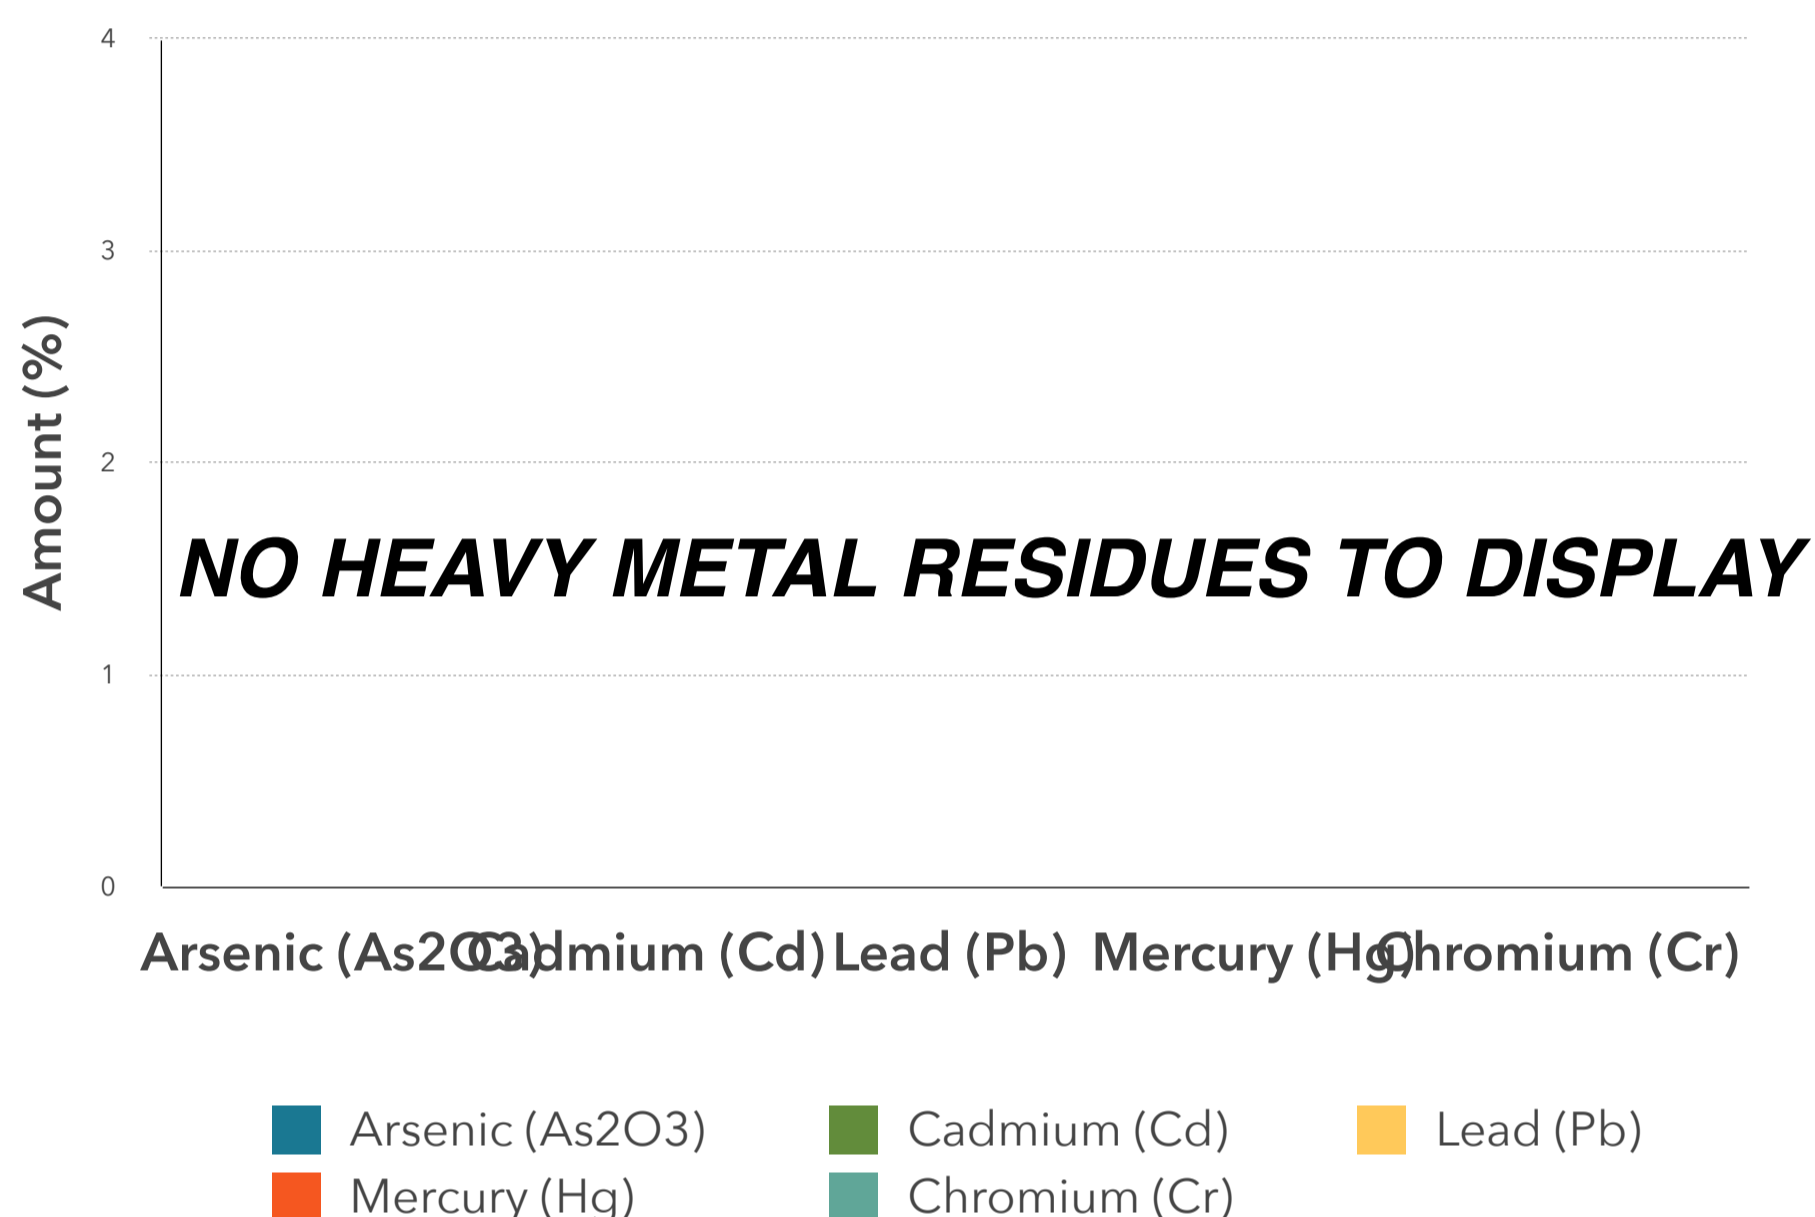 4
3
2
1
0
Amount (%)
NO HEAVY METAL RESIDUES TO DISPLAY
Arsenic (As2O3) Cadmium (Cd) Lead (Pb) Mercury (Hg) Chromium (Cr)
Arsenic (As2O3) Cadmium (Cd) Lead (Pb)
Mercury (Hg) Chromium (Cr)